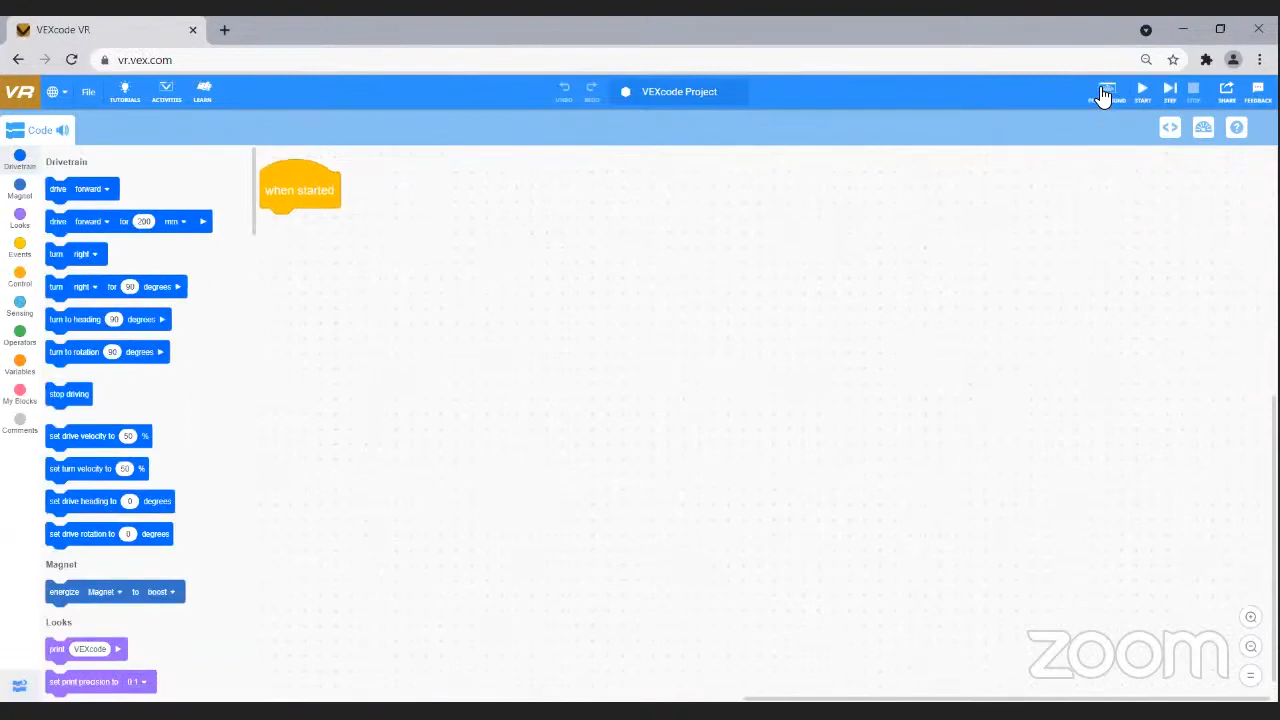 VEXcode VR
vr.vex.com
VR
File
TUTORIALS
ACTIVITIES
LEARN
UNDO
REDO
VEXcode Project
START
STEP
STOP
SHARE
FEEDBACK
Code
Drivetrain
Magnet
Looks
Events
Control
Sensing
Operators
Variables
My Blocks
Comments
Drivetrain
drive forward
drive forward for 200 mm
turn right
turn right for 90 degrees
turn to heading 90 degrees
turn to rotation 90 degrees
stop driving
set drive velocity to 50 %
set turn velocity to 50 %
set drive heading to 0 degrees
set drive rotation to 0 degrees
Magnet
energize Magnet to boost
Looks
print VEXcode
set print precision to 0.1
when started
zoom